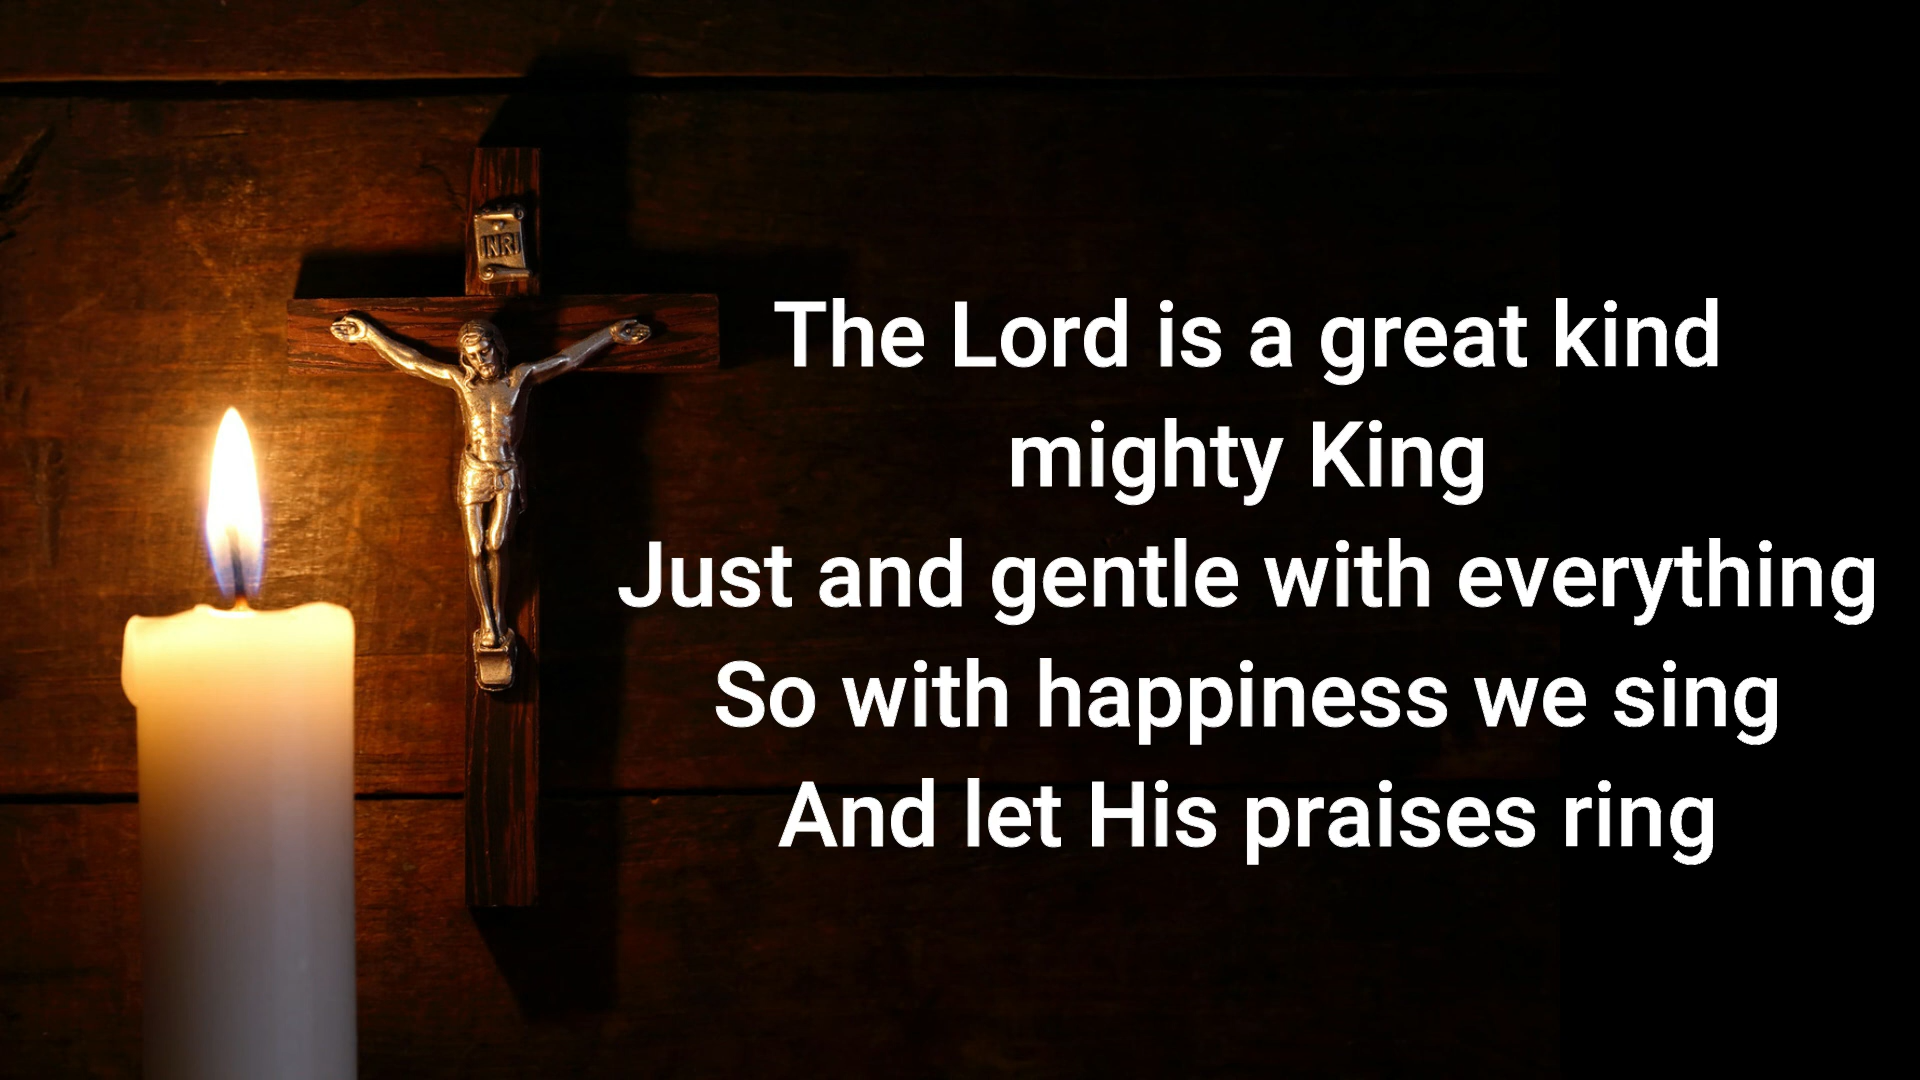 INRI
The Lord is a great kind
mighty King
Just and gentle with everything
So with happiness we sing
And let His praises ring